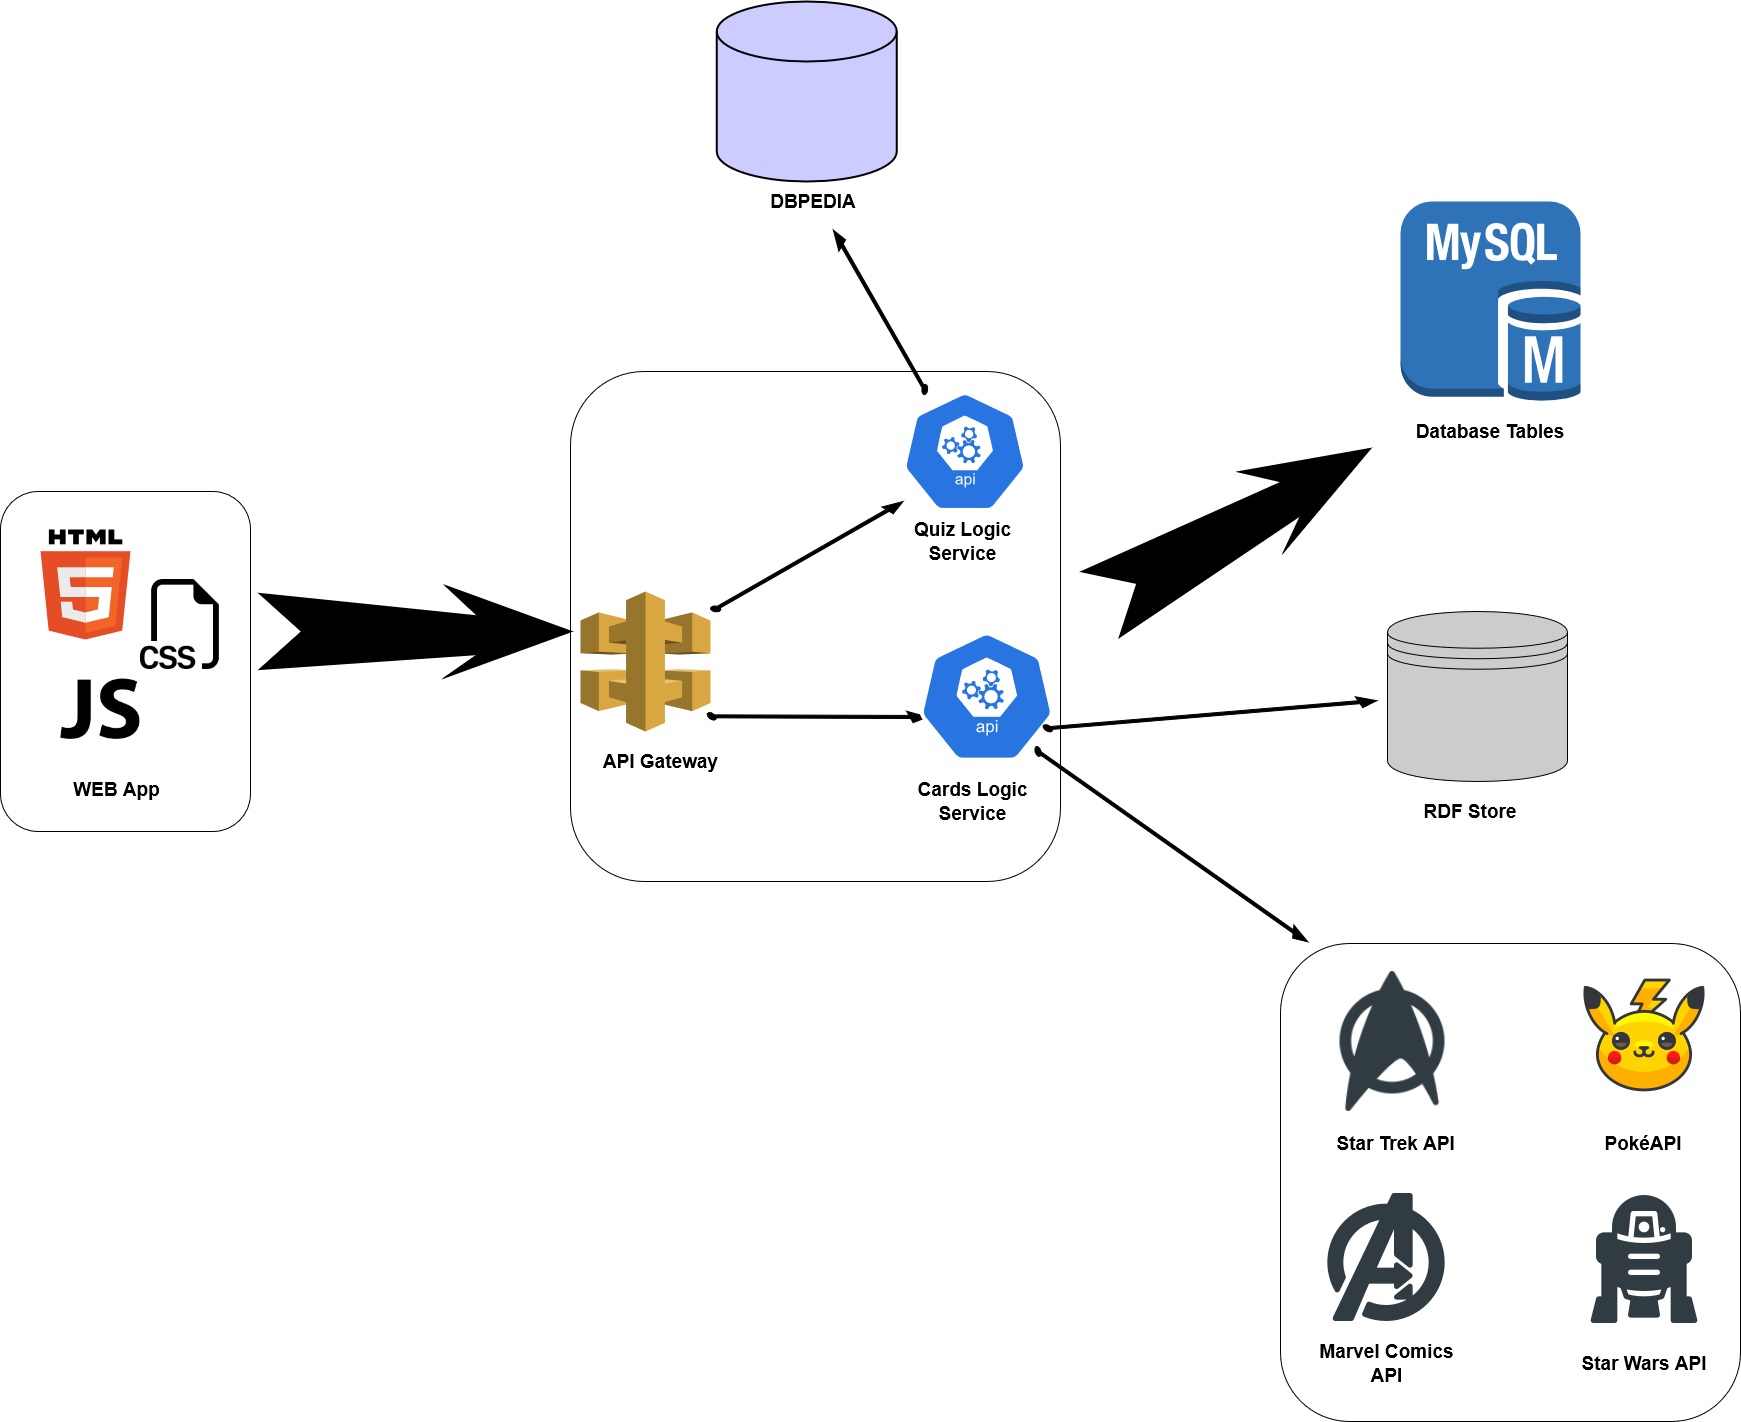 DBPEDIA
MySQL
M
Database Tables
api
Quiz Logic
Service
HTML
5
CSS
JS
WEB App
API Gateway
api
Cards Logic
Service
RDF Store
Star Trek API
PokéAPI
Marvel Comics
API
Star Wars API